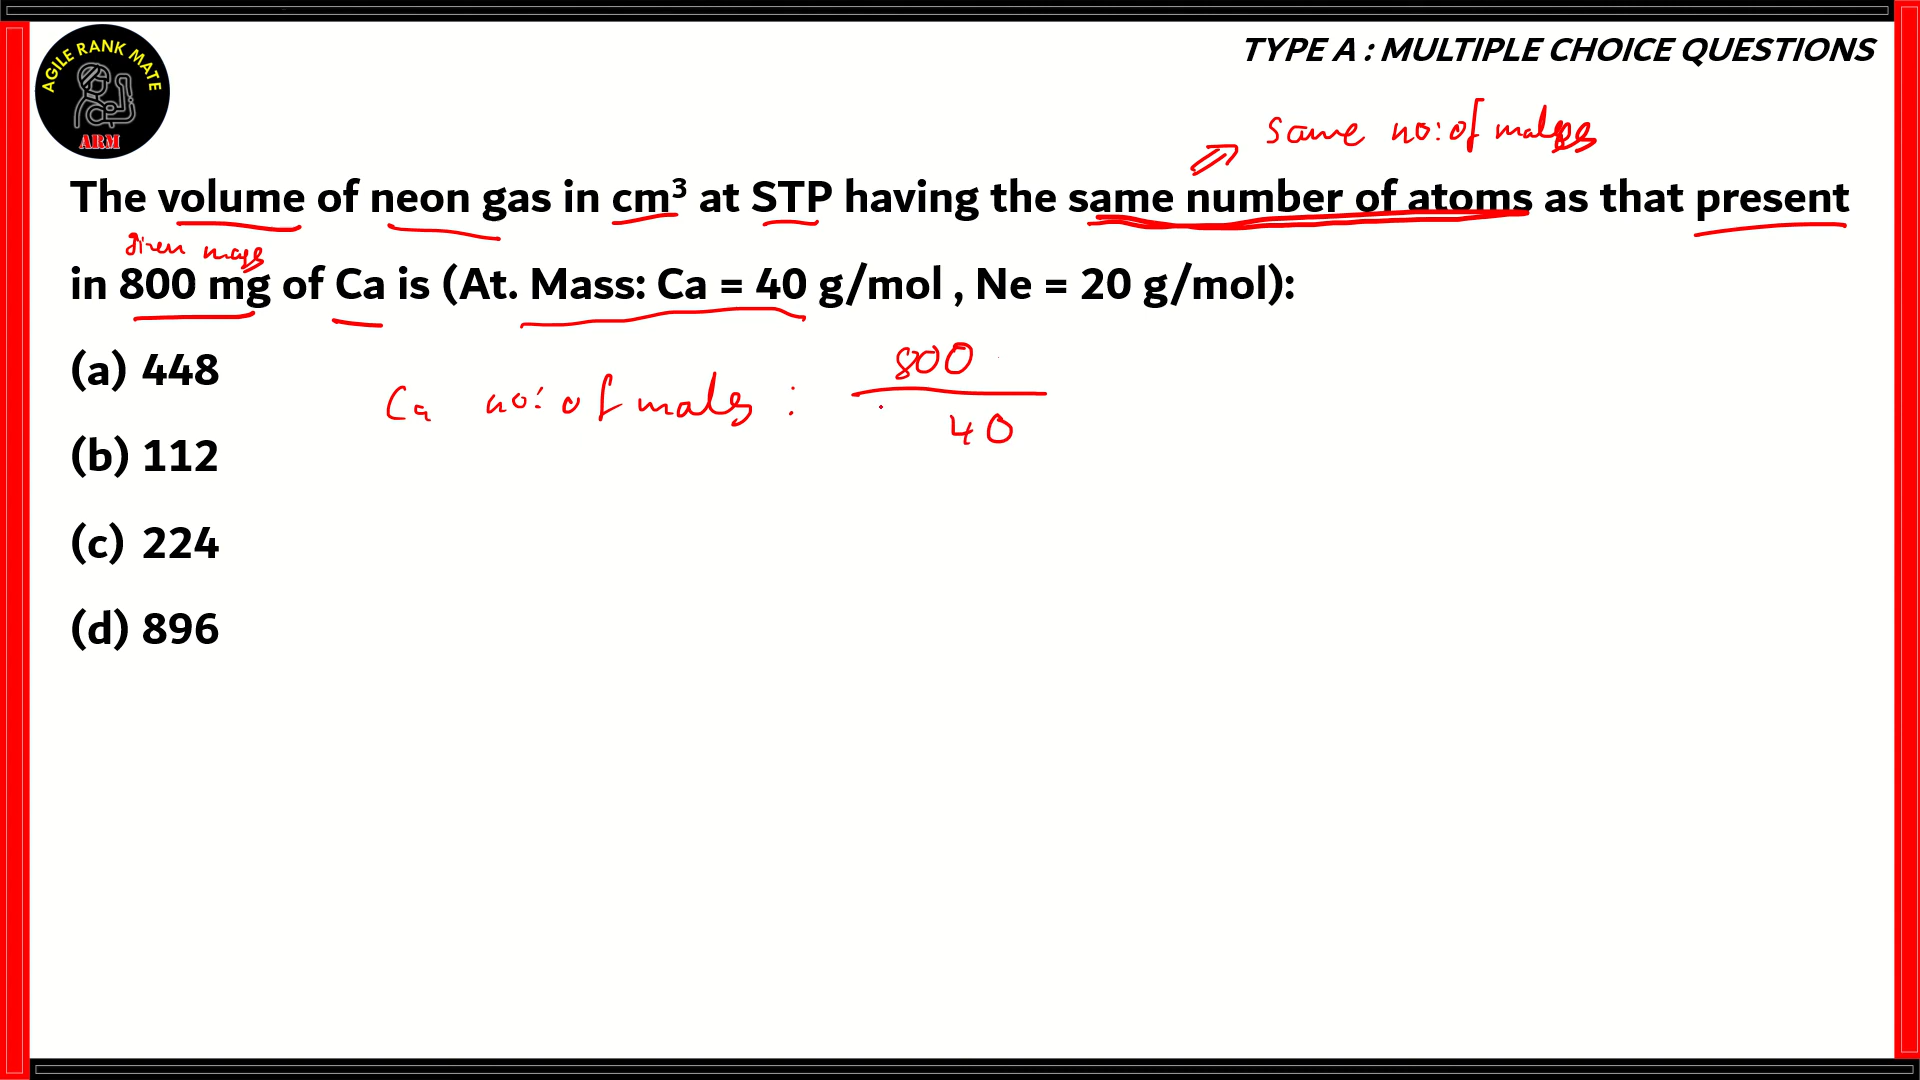 AGILE RANK MATE
ARM
TYPE A : MULTIPLE CHOICE QUESTIONS
same no: of moles
The volume of neon gas in cm³ at STP having the same number of atoms as that present
given mass
in 800 mg of Ca is (At. Mass: Ca = 40 g/mol , Ne = 20 g/mol):
(a) 448
800
Ca no: of moles :
40
(b) 112
(c) 224
(d) 896